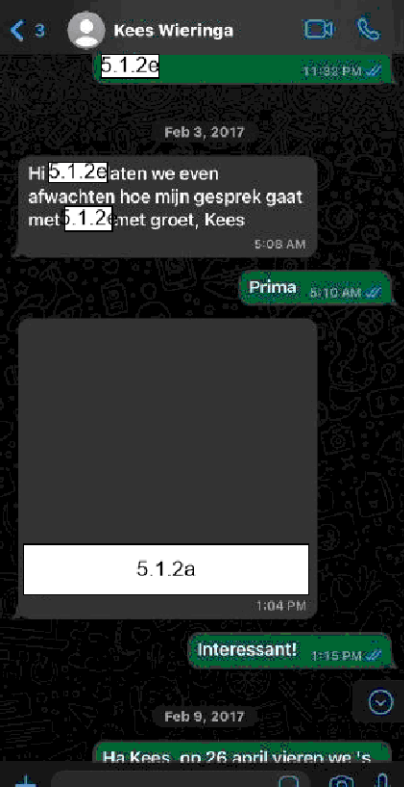 3 Kees Wieringa
5.1.2e
11:32 PM
Feb 3, 2017
Hi 5.1.2e aten we even
afwachten hoe mijn gesprek gaat
met 5.1.2e met groet, Kees
5:08 AM
Prima 5:10 AM
5.1.2a
1:04 PM
Interessant! 1:15 PM
Feb 9, 2017
Ha Kees, op 26 april vieren we 's